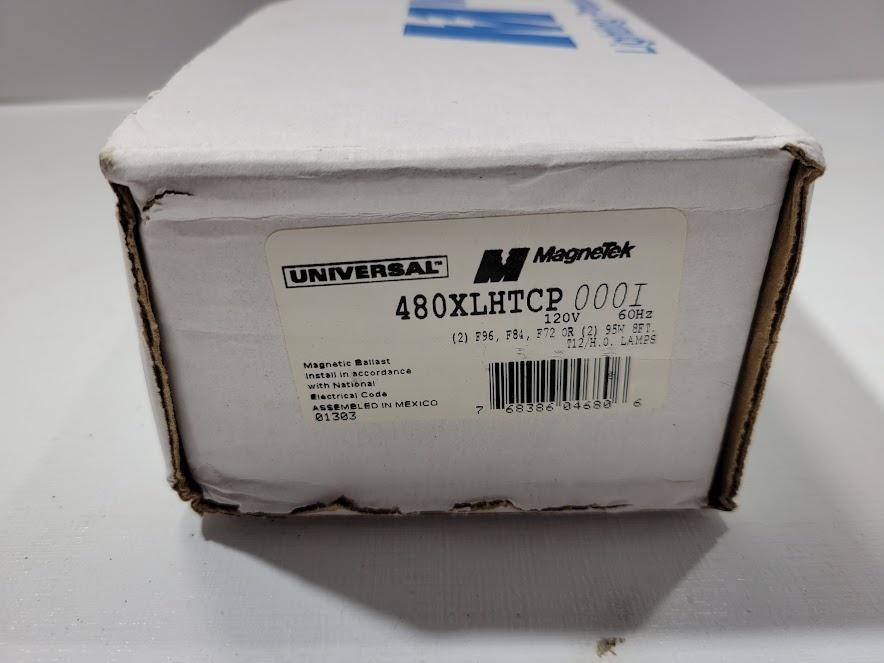 UNIVERSAL™ MagneTek
480XLHTCP 000I
120V 60Hz
(2) F96, F84, F72 OR (2) 95W 8FT.
T12/H.O. LAMPS
Magnetic Ballast
Install in accordance
with National
Electrical Code
ASSEMBLED IN MEXICO
01303
7 68386 04680 6